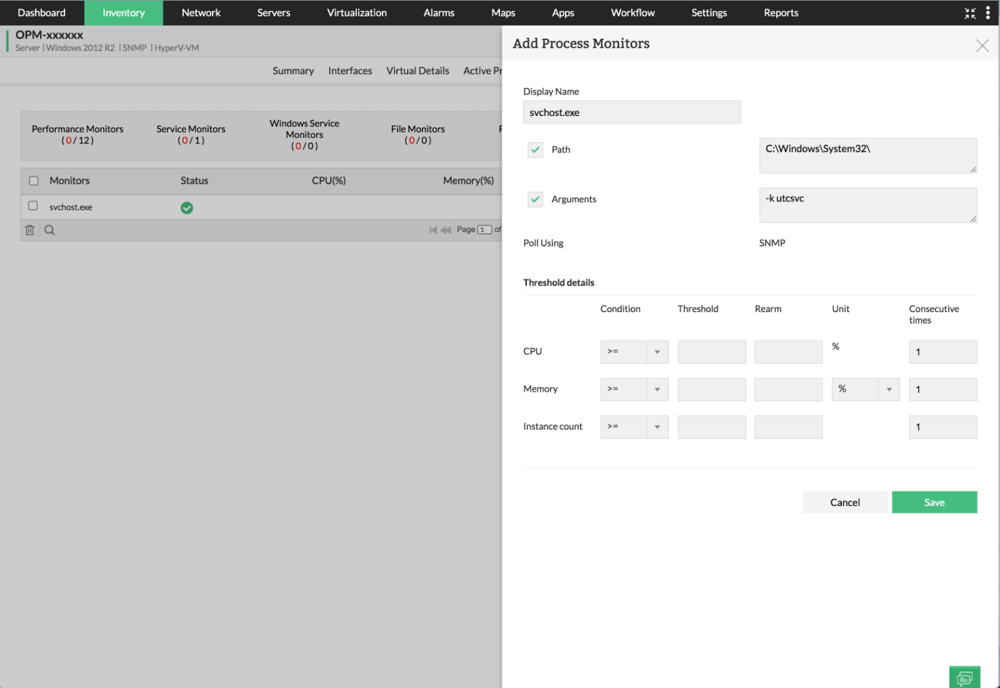 Dashboard Inventory Network Servers Virtualization Alarms Maps Apps Workflow Settings Reports
OPM-xxxxxx
Server | Windows 2012 R2 | SNMP | HyperV-VM
Summary Interfaces Virtual Details Active Pr
Performance Monitors
( 0 / 12 )
Service Monitors
( 0 / 1 )
Windows Service
Monitors
( 0 / 0 )
File Monitors
( 0 / 0 )
F
Monitors Status CPU(%) Memory(%)
svchost.exe
Page 1 of
Add Process Monitors
Display Name
svchost.exe
Path C:\Windows\System32\
Arguments -k utcsvc
Poll Using SNMP
Threshold details
Condition Threshold Rearm Unit Consecutive
times
CPU >= % 1
Memory >= % 1
Instance count >= 1
Cancel Save